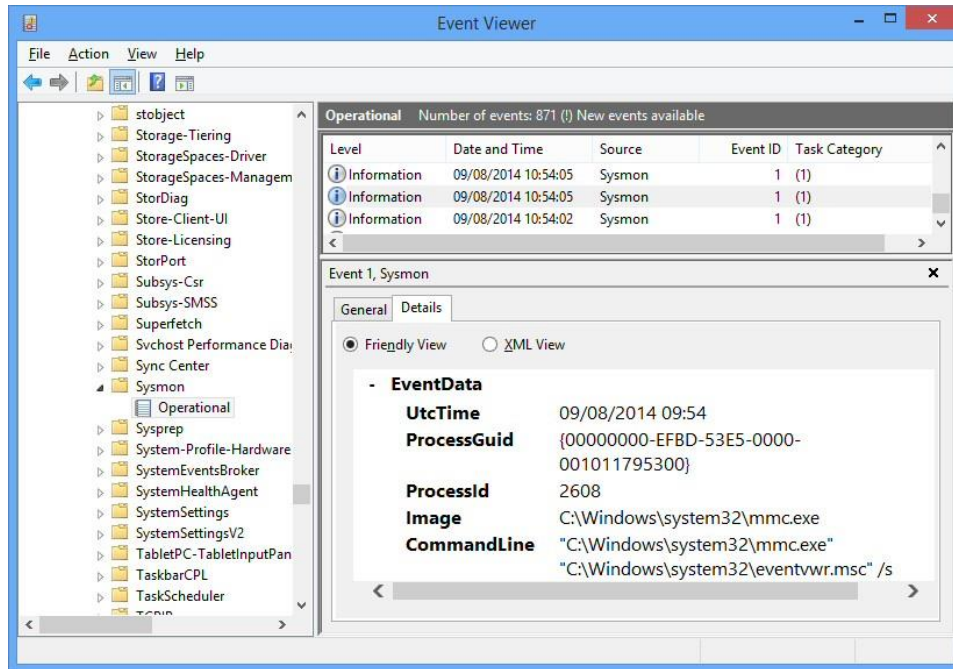 Event Viewer
File Action View Help
Operational Number of events: 871 (!) New events available
Level Date and Time Source Event ID Task Category
Information 09/08/2014 10:54:05 Sysmon 1 (1)
Information 09/08/2014 10:54:05 Sysmon 1 (1)
Information 09/08/2014 10:54:02 Sysmon 1 (1)
stobject
Storage-Tiering
StorageSpaces-Driver
StorageSpaces-Managem
StorDiag
Store-Client-UI
Store-Licensing
StorPort
Subsys-Csr
Subsys-SMSS
Superfetch
Svchost Performance Dia
Sync Center
Sysmon
Operational
Sysprep
System-Profile-Hardware
SystemEventsBroker
SystemHealthAgent
SystemSettings
SystemSettingsV2
TabletPC-TabletInputPan
TaskbarCPL
TaskScheduler
Event 1, Sysmon
General Details
Friendly View XML View
- EventData
UtcTime 09/08/2014 09:54
ProcessGuid {00000000-EFBD-53E5-0000-
001011795300}
ProcessId 2608
Image C:\Windows\system32\mmc.exe
CommandLine "C:\Windows\system32\mmc.exe"
"C:\Windows\system32\eventvwr.msc" /s